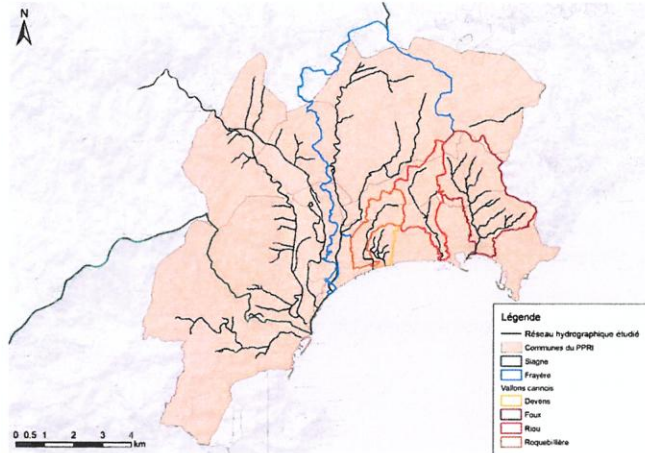 N
0 0.5 1 2 3 4
km
Légende
Réseau hydrographique étudié
Communes du PPRI
Siagne
Frayère
Vallons cannois
Devens
Foux
Riou
Roquebillière